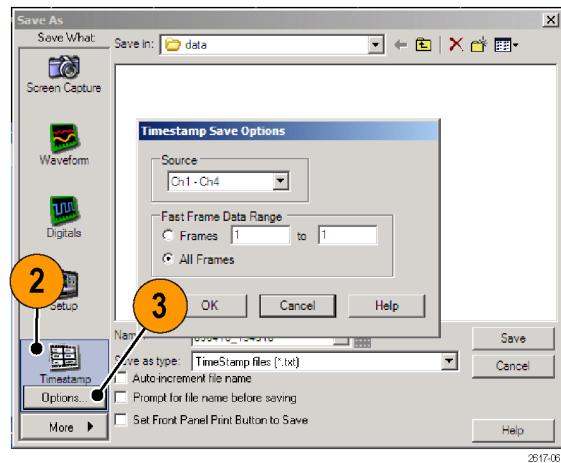 Save As
Save What:
Save in: data
Screen Capture
Waveform
Digitals
Setup
Timestamp
Options...
More
Timestamp Save Options
Source
Ch1 - Ch4
Fast Frame Data Range
Frames 1 to 1
All Frames
OK Cancel Help
2
3
Save
Save as type: TimeStamp files (*.txt)
Cancel
Auto-increment file name
Prompt for file name before saving
Set Front Panel Print Button to Save
Help
2617-06